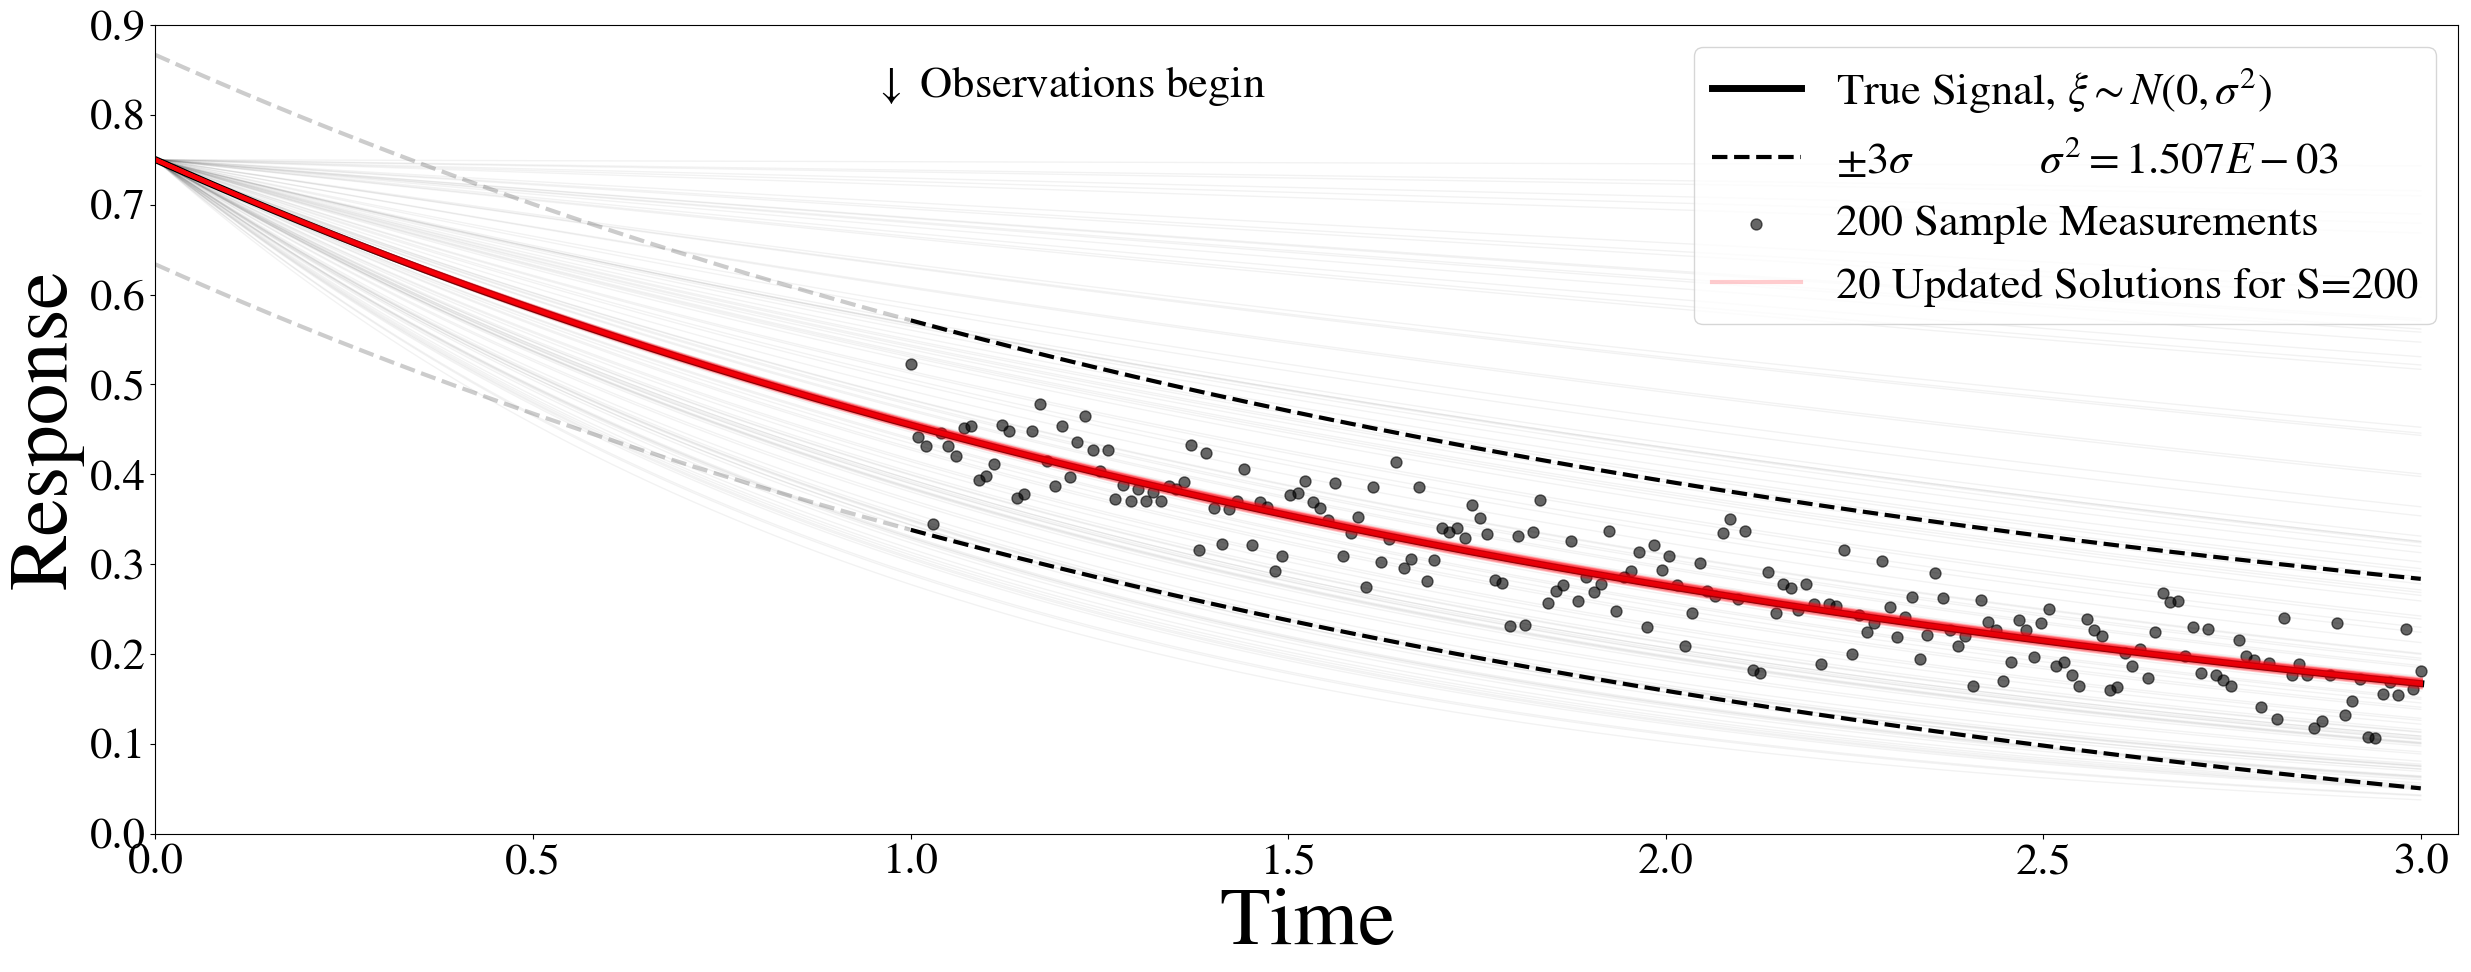 ↓ Observations begin
True Signal, ξ ~ N(0, σ²)
±3σ σ² = 1.507E − 03
200 Sample Measurements
20 Updated Solutions for S=200
Response
0.9
0.8
0.7
0.6
0.5
0.4
0.3
0.2
0.1
0.0
0.0 0.5 1.0 1.5 2.0 2.5 3.0
Time